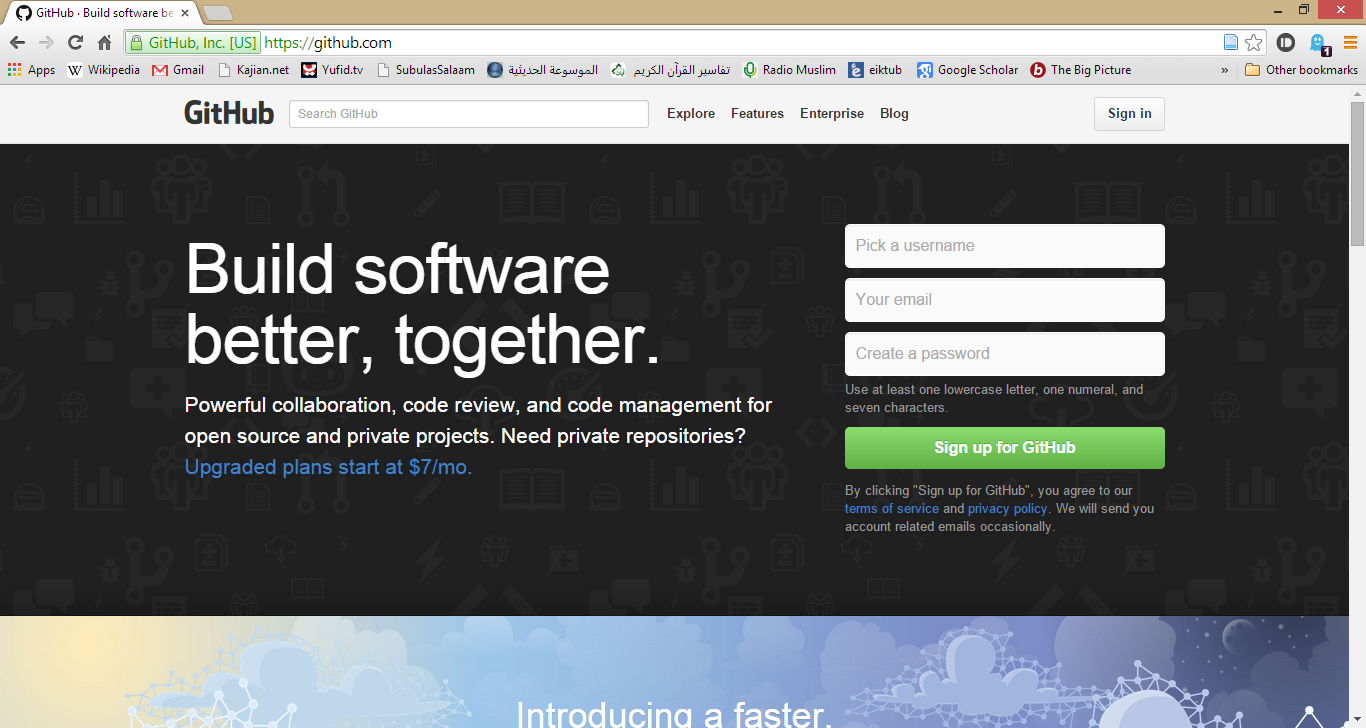 GitHub · Build software be
GitHub, Inc. [US] https://github.com
Apps Wikipedia Gmail Kajian.net Yufid.tv SubulasSalaam الموسوعة الحديثية تفاسير القرآن الكريم Radio Muslim eiktub Google Scholar The Big Picture » Other bookmarks
GitHub Search GitHub Explore Features Enterprise Blog Sign in
Build software
better, together.
Powerful collaboration, code review, and code management for
open source and private projects. Need private repositories?
Upgraded plans start at $7/mo.
Pick a username
Your email
Create a password
Use at least one lowercase letter, one numeral, and
seven characters.
Sign up for GitHub
By clicking "Sign up for GitHub", you agree to our
terms of service and privacy policy. We will send you
account related emails occasionally.
Introducing a faster,